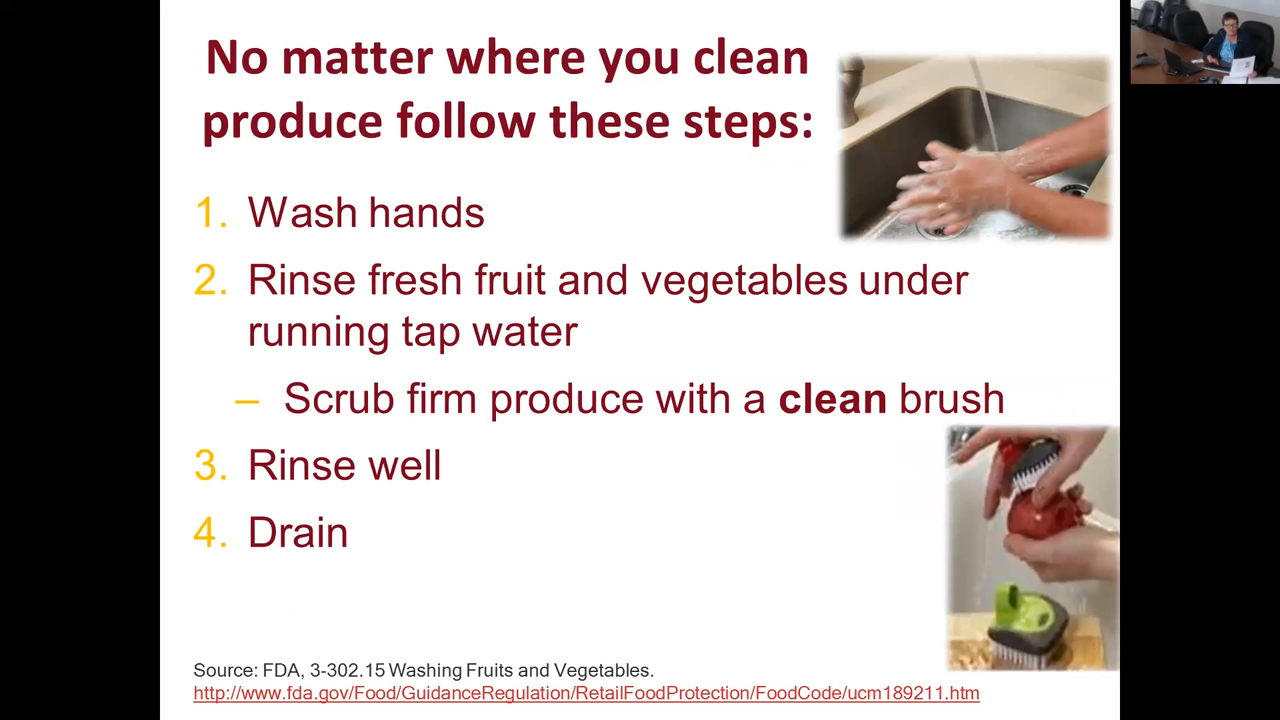 No matter where you clean
produce follow these steps:
1. Wash hands
2. Rinse fresh fruit and vegetables under
running tap water
– Scrub firm produce with a clean brush
3. Rinse well
4. Drain
Source: FDA, 3-302.15 Washing Fruits and Vegetables.
http://www.fda.gov/Food/GuidanceRegulation/RetailFoodProtection/FoodCode/ucm189211.htm